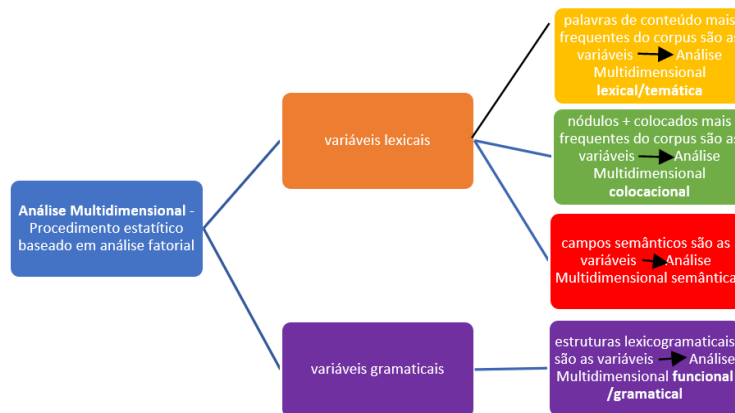 palavras de conteúdo mais
frequentes do corpus são as
variáveis Análise
Multidimensional
lexical/temática
variáveis lexicais
nódulos + colocados mais
frequentes do corpus são as
variáveis Análise
Multidimensional
colocacional
Análise Multidimensional -
Procedimento estatítico
baseado em análise fatorial
campos semânticos são as
variáveis Análise
Multidimensional semântica
variáveis gramaticais
estruturas lexicogramaticais
são as variáveis Análise
Multidimensional funcional
/gramatical